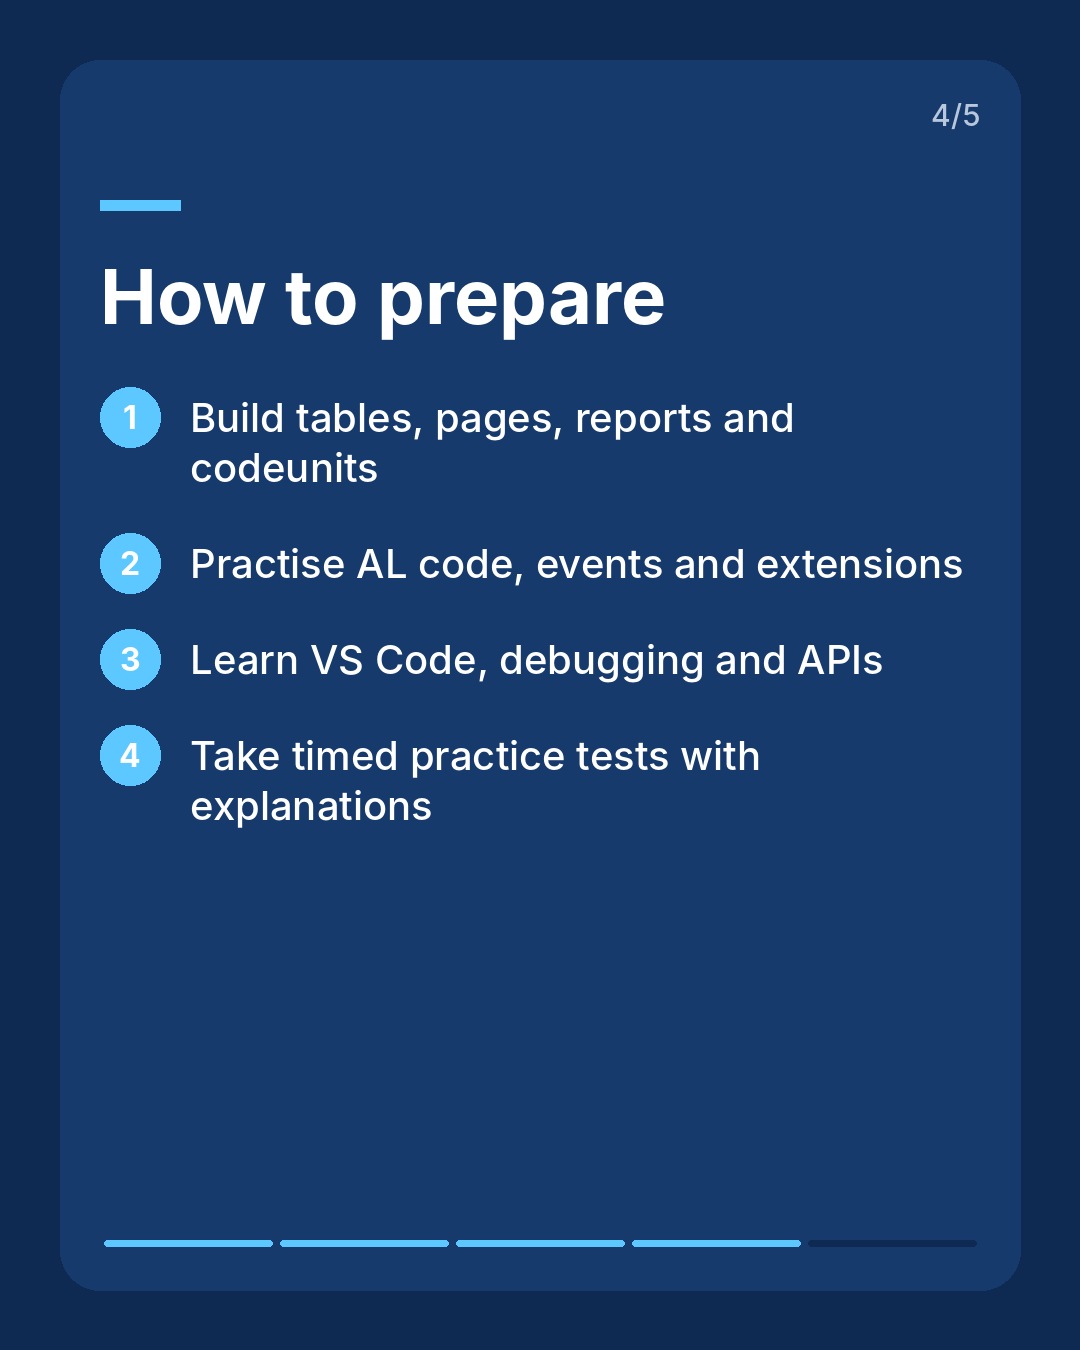 4/5
How to prepare
1 Build tables, pages, reports and
codeunits
2 Practise AL code, events and extensions
3 Learn VS Code, debugging and APIs
4 Take timed practice tests with
explanations